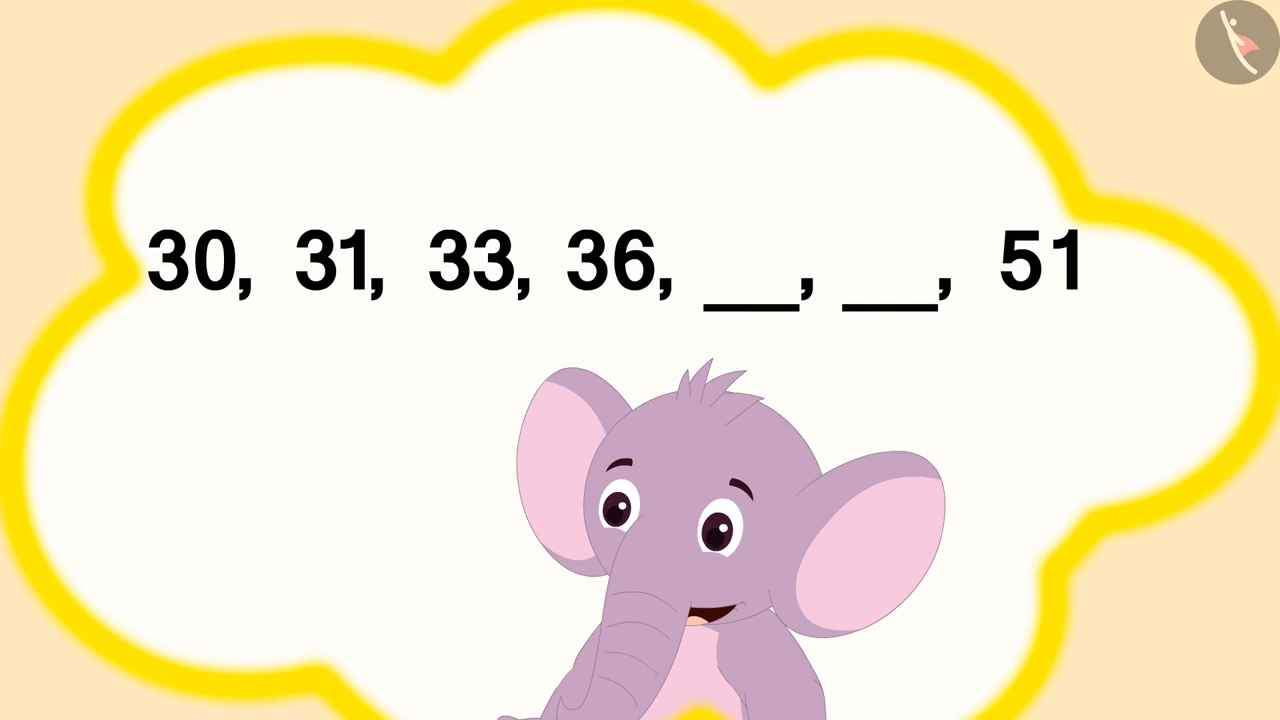 30, 31, 33, 36, __, __, 51